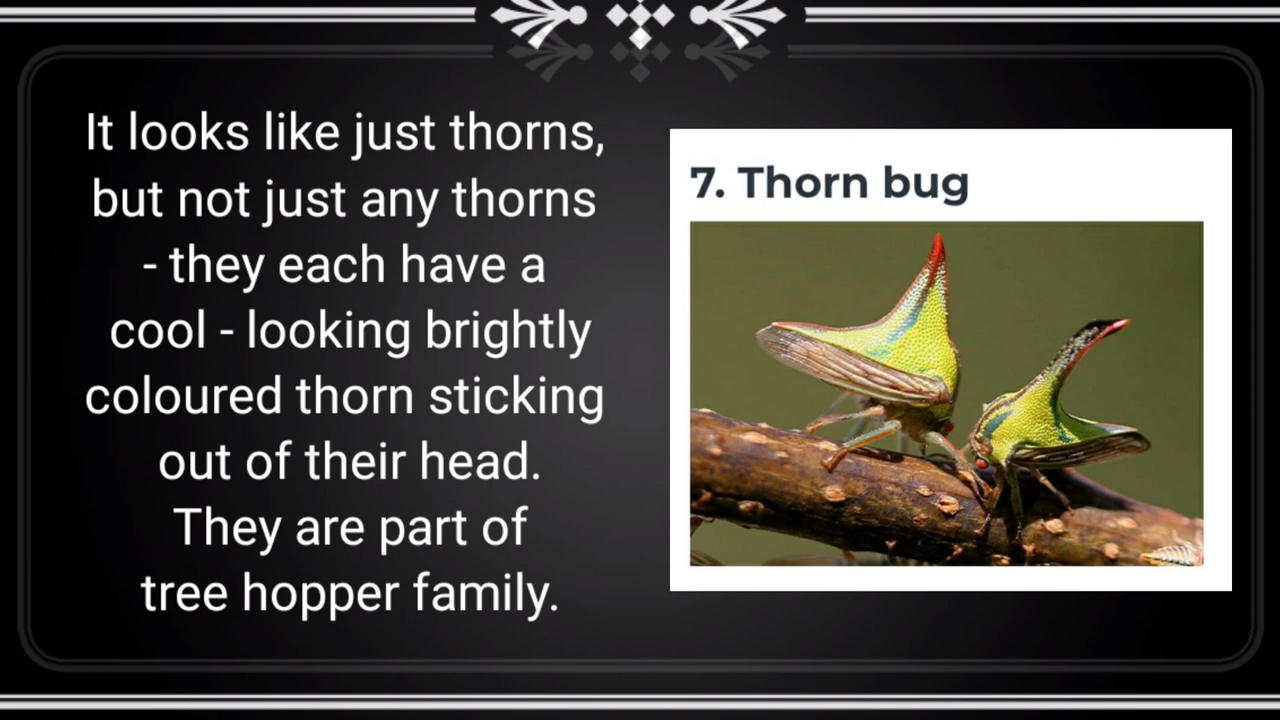 It looks like just thorns,
but not just any thorns
- they each have a
cool - looking brightly
coloured thorn sticking
out of their head.
They are part of
tree hopper family.
7. Thorn bug